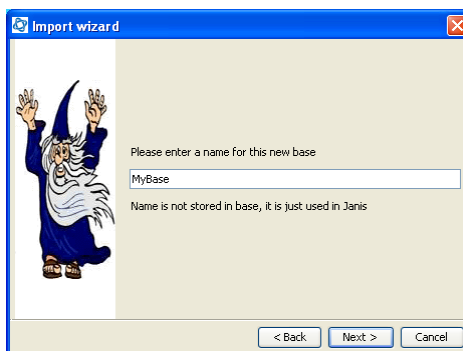 Import wizard
Please enter a name for this new base
MyBase
Name is not stored in base, it is just used in Janis
< Back
Next >
Cancel